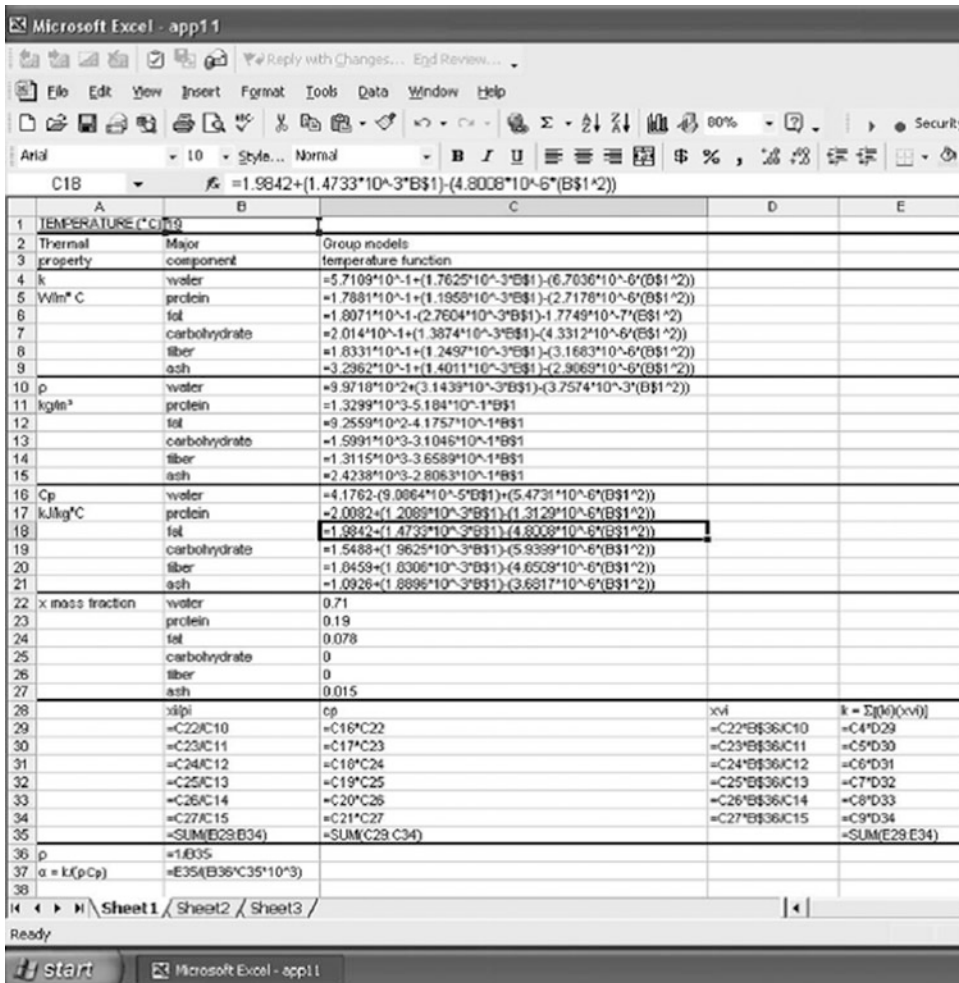 Microsoft Excel - app11
Reply with Changes... End Review...
File Edit View Insert Format Tools Data Window Help
80%
Security
Arial 10 Style... Normal B I U $ % ,
C18 fx =1.9842+(1.4733*10^-3*B$1)-(4.8008*10^-6*(B$1^2))
A B C D E
1 TEMPERATURE (°C) 19
2 Thermal Major Group models
3 property component temperature function
4 k water =5.7109*10^-1+(1.7625*10^-3*B$1)-(6.7036*10^-6*(B$1^2))
5 W/m° C protein =1.7881*10^-1+(1.1958*10^-3*B$1)-(2.7178*10^-6*(B$1^2))
6 fat =1.8071*10^-1-(2.7604*10^-3*B$1)-1.7749*10^-7*(B$1^2)
7 carbohydrate =2.014*10^-1+(1.3874*10^-3*B$1)-(4.3312*10^-6*(B$1^2))
8 fiber =1.8331*10^-1+(1.2497*10^-3*B$1)-(3.1683*10^-6*(B$1^2))
9 ash =3.2962*10^-1+(1.4011*10^-3*B$1)-(2.9069*10^-6*(B$1^2))
10 ρ water =9.9718*10^2+(3.1439*10^-3*B$1)-(3.7574*10^-3*(B$1^2))
11 kg/m³ protein =1.3299*10^3-5.184*10^-1*B$1
12 fat =9.2559*10^2-4.1757*10^-1*B$1
13 carbohydrate =1.5991*10^3-3.1046*10^-1*B$1
14 fiber =1.3115*10^3-3.6589*10^-1*B$1
15 ash =2.4238*10^3-2.8063*10^-1*B$1
16 Cp water =4.1762-(9.0864*10^-5*B$1)+(5.4731*10^-6*(B$1^2))
17 kJ/kg°C protein =2.0082+(1.2089*10^-3*B$1)-(1.3129*10^-6*(B$1^2))
18 fat =1.9842+(1.4733*10^-3*B$1)-(4.8008*10^-6*(B$1^2))
19 carbohydrate =1.5488+(1.9625*10^-3*B$1)-(5.9399*10^-6*(B$1^2))
20 fiber =1.8459+(1.8306*10^-3*B$1)-(4.6509*10^-6*(B$1^2))
21 ash =1.0926+(1.8896*10^-3*B$1)-(3.6817*10^-6*(B$1^2))
22 x mass fraction water 0.71
23 protein 0.19
24 fat 0.078
25 carbohydrate 0
26 fiber 0
27 ash 0.015
28 xi/ρi cp xvi k = Σ[(ki)(xvi)]
29 =C22/C10 =C16*C22 =C22*B$36/C10 =C4*D29
30 =C23/C11 =C17*C23 =C23*B$36/C11 =C5*D30
31 =C24/C12 =C18*C24 =C24*B$36/C12 =C6*D31
32 =C25/C13 =C19*C25 =C25*B$36/C13 =C7*D32
33 =C26/C14 =C20*C26 =C26*B$36/C14 =C8*D33
34 =C27/C15 =C21*C27 =C27*B$36/C15 =C9*D34
35 =SUM(B29:B34) =SUM(C29:C34) =SUM(E29:E34)
36 ρ =1/B35
37 α = k/(ρCp) =E35/(B36*C35*10^3)
38
Sheet1 / Sheet2 / Sheet3 /
Ready
start Microsoft Excel - app11